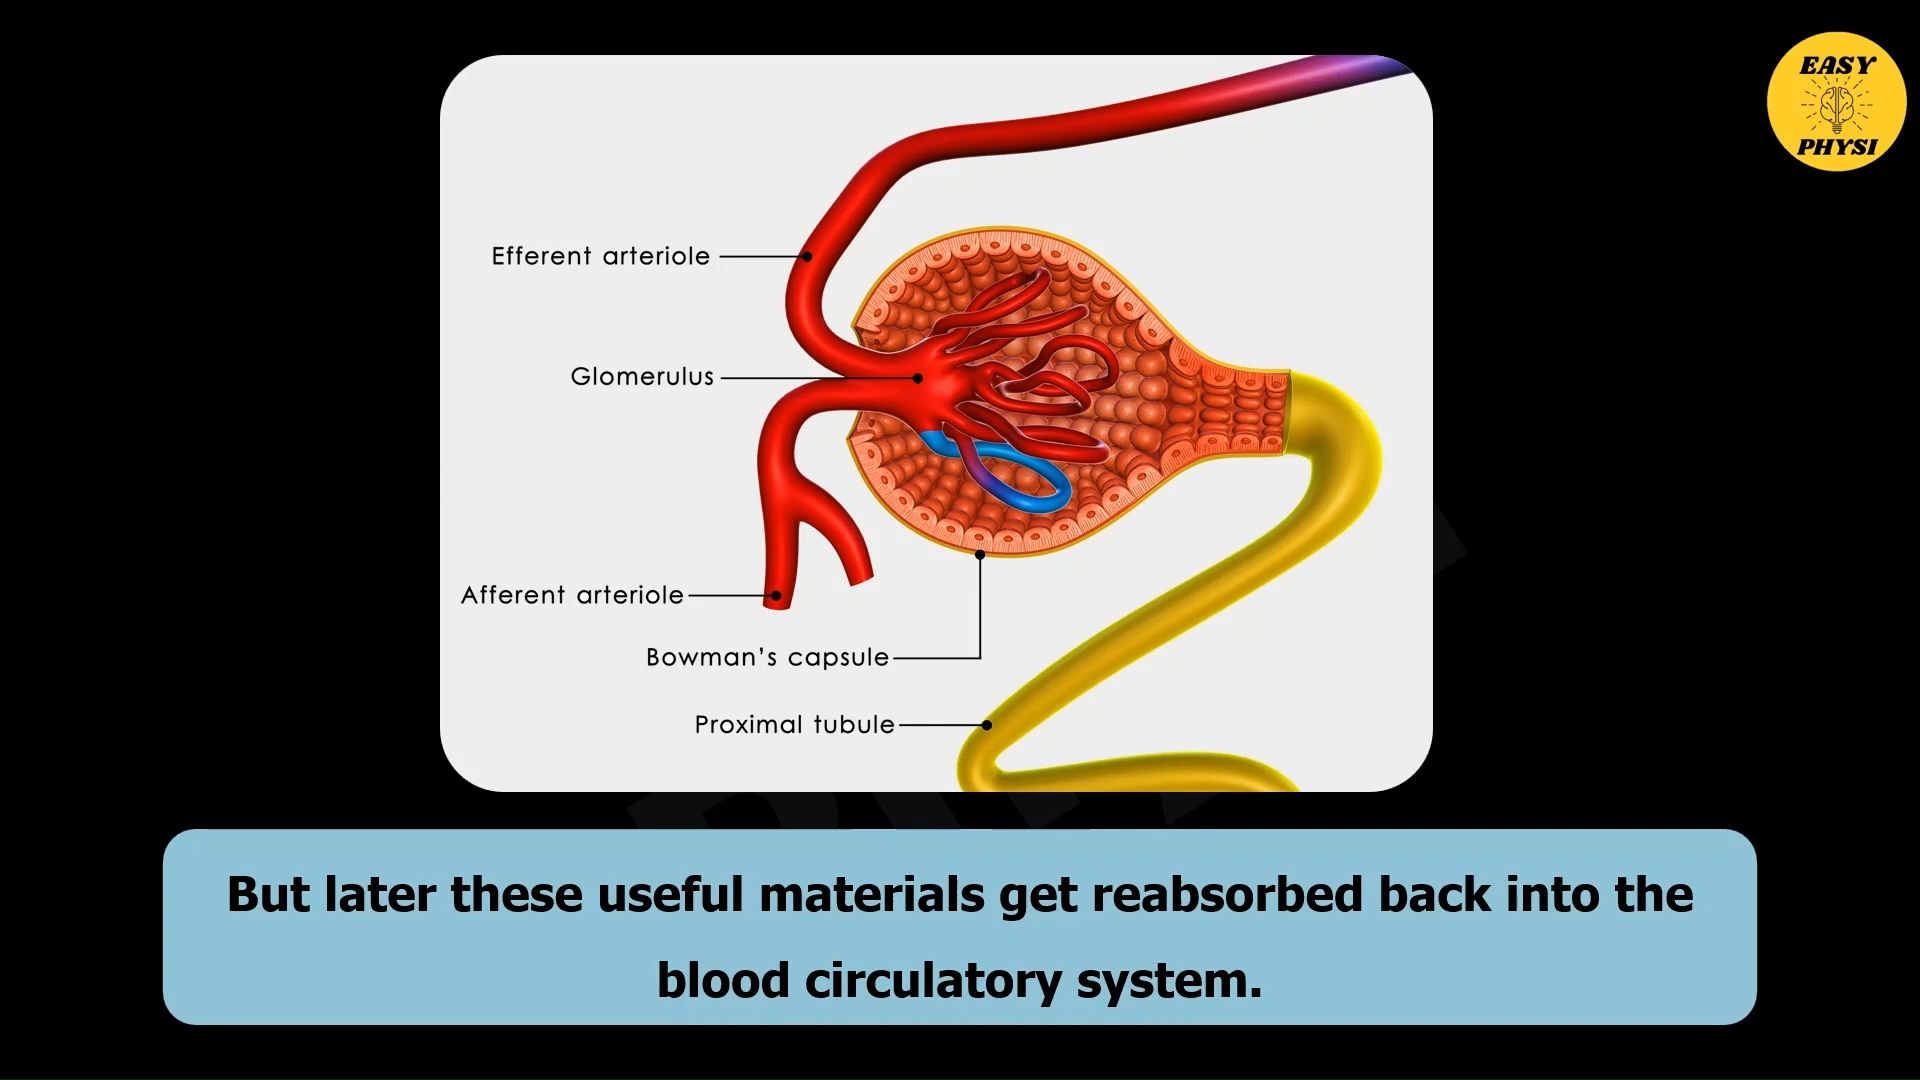 EASY
PHYSI
Efferent arteriole
Glomerulus
Afferent arteriole
Bowman’s capsule
Proximal tubule
But later these useful materials get reabsorbed back into the
blood circulatory system.